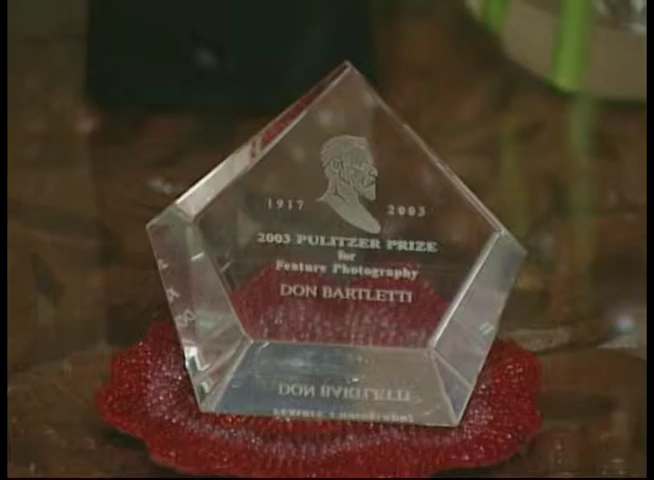 1917 2003
2003 PULITZER PRIZE
for
Feature Photography
DON BARTLETTI